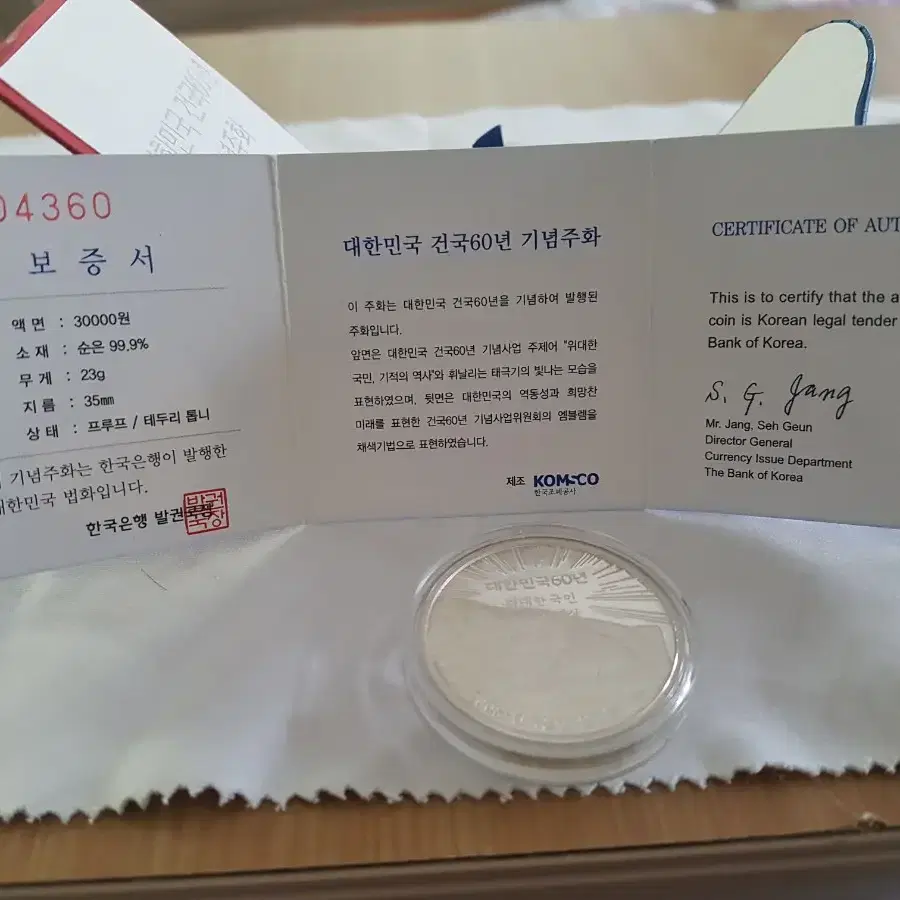 04360
보 증 서
액 면 : 30000원
소 재 : 순은 99.9%
무 게 : 23g
지 름 : 35mm
상 태 : 프루프 / 테두리 톱니
기념주화는 한국은행이 발행한
대한민국 법화입니다.
한국은행 발권국장
발권
국장
대한민국 건국60년 기념주화
이 주화는 대한민국 건국60년을 기념하여 발행된
주화입니다.
앞면은 대한민국 건국60년 기념사업 주제어 "위대한
국민, 기적의 역사"와 휘날리는 태극기의 빛나는 모습을
표현하였으며, 뒷면은 대한민국의 역동성과 희망찬
미래를 표현한 건국60년 기념사업위원회의 엠블렘을
채색기법으로 표현하였습니다.
제조 KOMSCO
한국조폐공사
CERTIFICATE OF AUT
This is to certify that the a
coin is Korean legal tender
Bank of Korea.
S. G. Jang
Mr. Jang, Seh Geun
Director General
Currency Issue Department
The Bank of Korea
대한민국60년